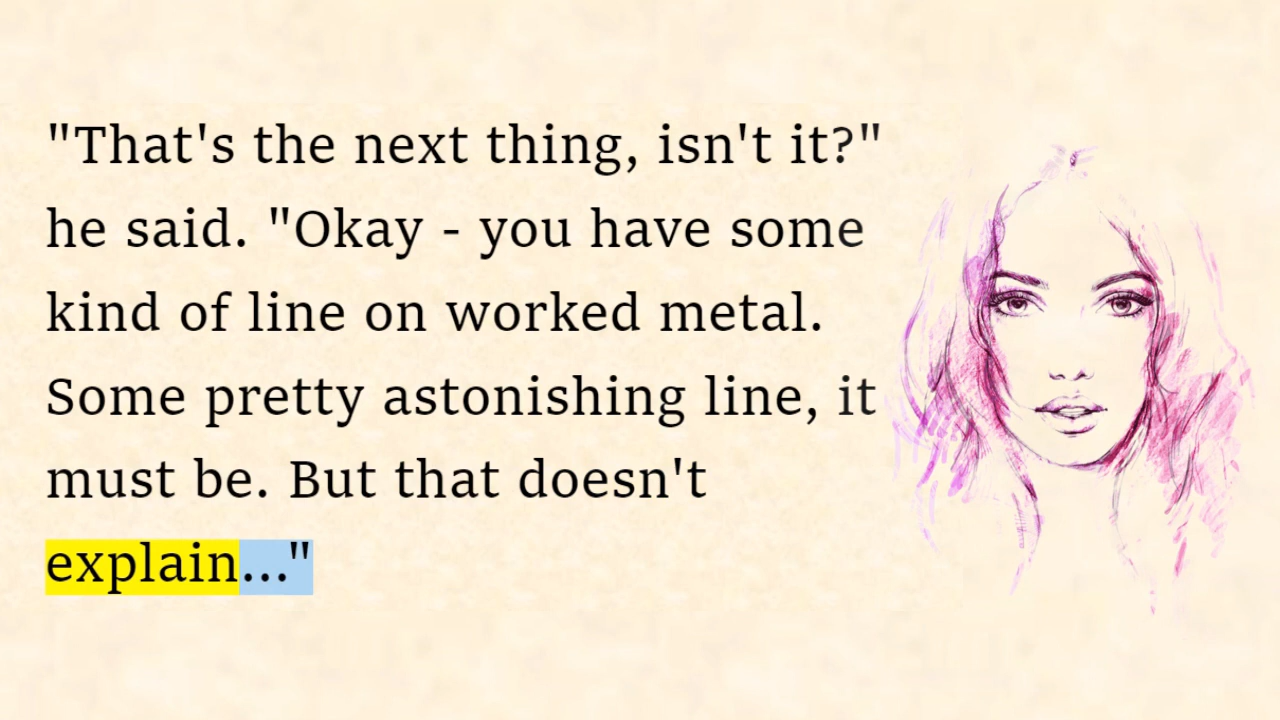 "That's the next thing, isn't it?"
he said. "Okay - you have some
kind of line on worked metal.
Some pretty astonishing line, it
must be. But that doesn't
explain..."